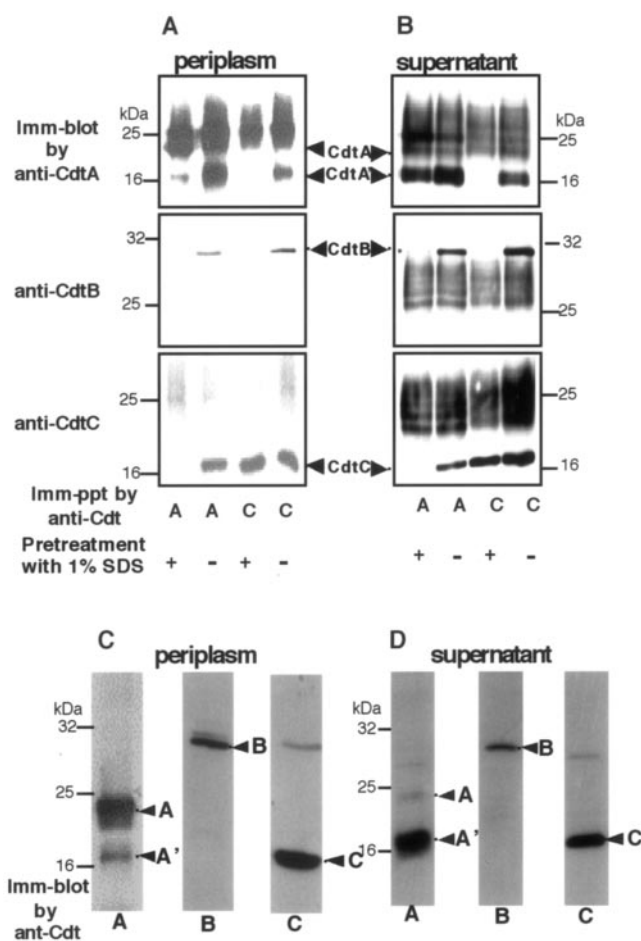 A
B
periplasm
supernatant
kDa
kDa
Imm-blot
by
anti-CdtA
25
16
CdtA
CdtA'
25
16
anti-CdtB
32
25
CdtB
32
25
anti-CdtC
25
16
CdtC
25
16
Imm-ppt by
anti-Cdt
A A C C
A A C C
Pretreatment
with 1% SDS
+ - + -
+ - + -
C
D
periplasm
supernatant
kDa
32
25
16
A
A'
B
C
kDa
32
25
16
A
A'
B
C
Imm-blot
by
ant-Cdt
A B C
A B C